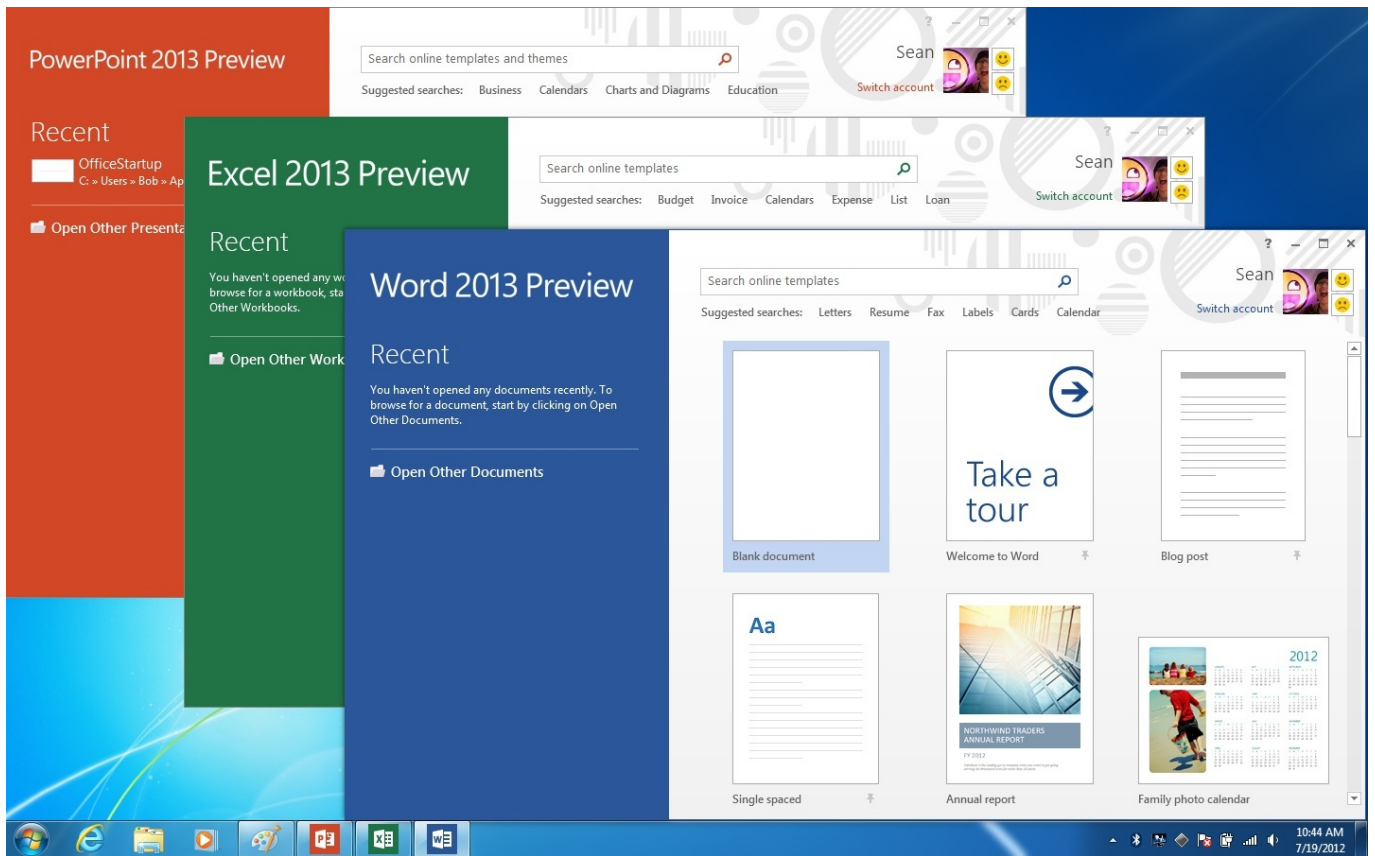 PowerPoint 2013 Preview
Search online templates and themes
Sean
Switch account
Suggested searches: Business Calendars Charts and Diagrams Education
Recent
OfficeStartup
C: » Users » Bob » Ap
Open Other Presenta
Excel 2013 Preview
Search online templates
Sean
Switch account
Suggested searches: Budget Invoice Calendars Expense List Loan
Recent
You haven't opened any wo
browse for a workbook, sta
Other Workbooks.
Open Other Work
Word 2013 Preview
Search online templates
Sean
Switch account
Suggested searches: Letters Resume Fax Labels Cards Calendar
Recent
You haven't opened any documents recently. To
browse for a document, start by clicking on Open
Other Documents.
Open Other Documents
Take a
tour
Blank document
Welcome to Word
Blog post
Aa
NORTHWIND TRADERS
ANNUAL REPORT
FY 2012
2012
Single spaced
Annual report
Family photo calendar
10:44 AM
7/19/2012